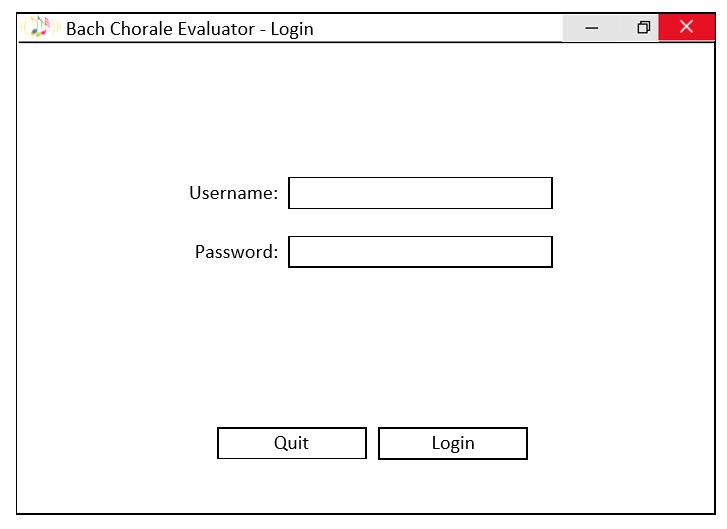 Bach Chorale Evaluator - Login
Username:
Password:
Quit
Login